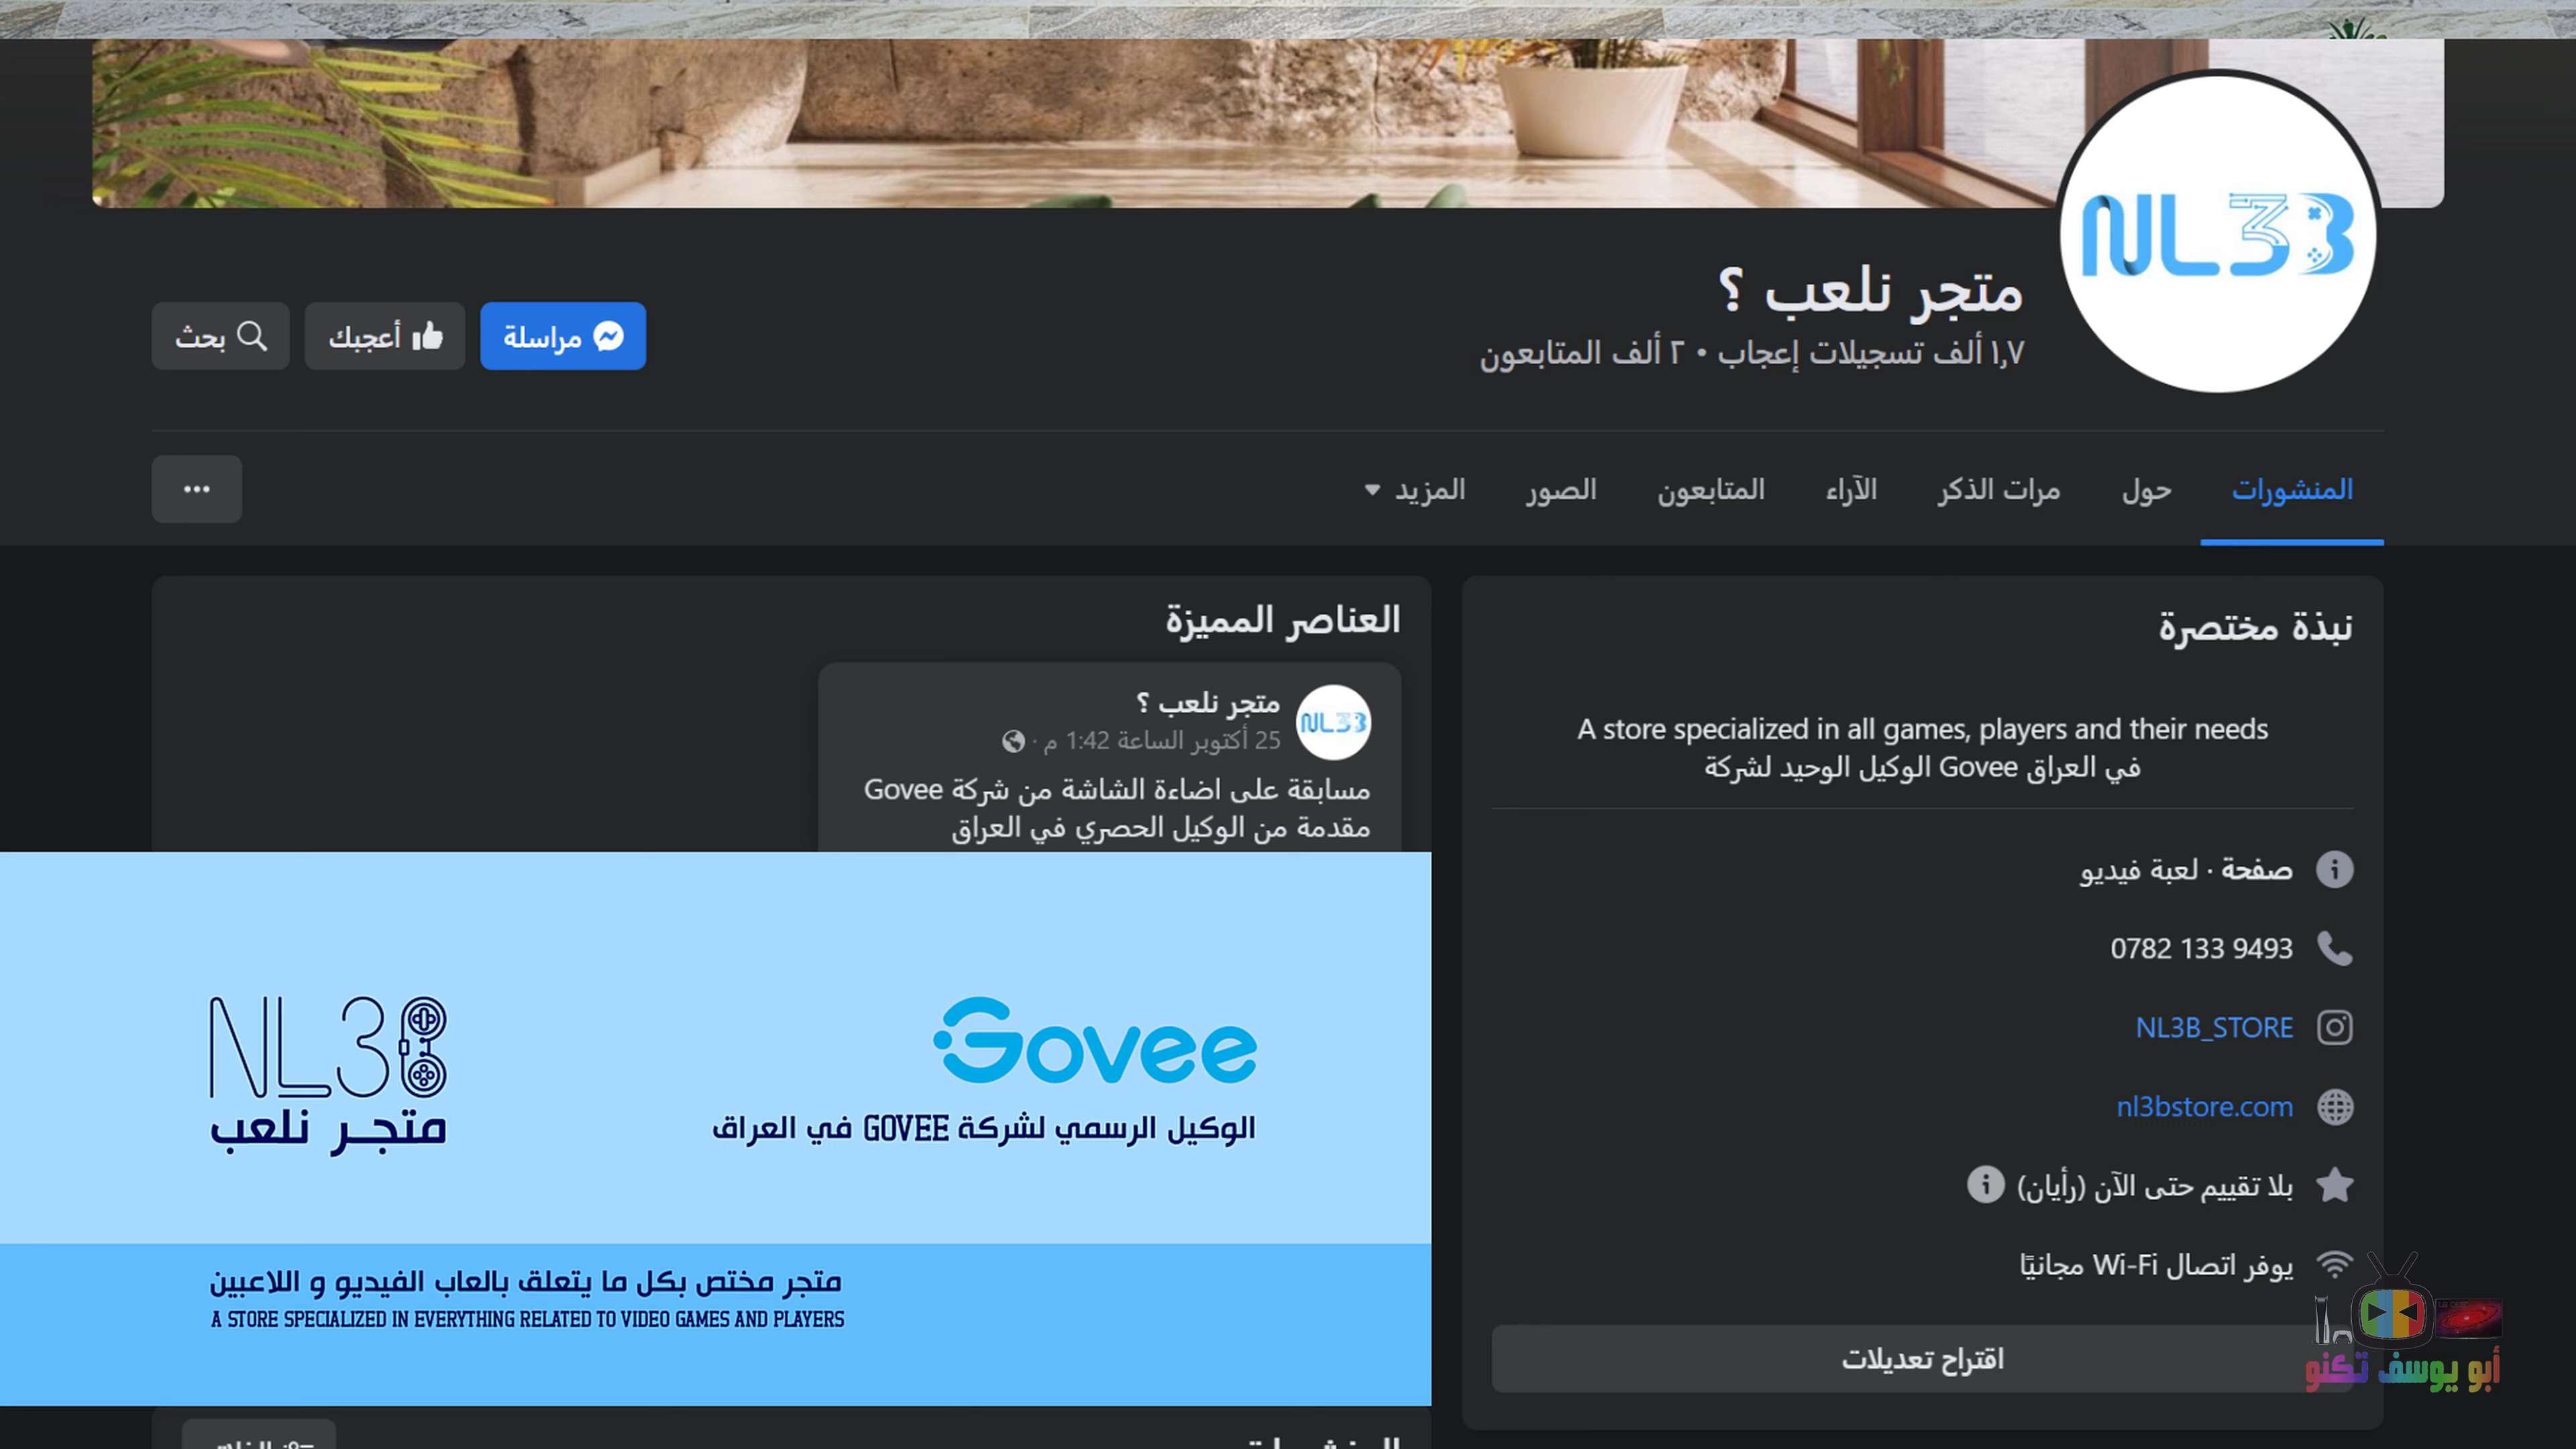 NL3B
متجر نلعب ؟
١,٧ ألف تسجيلات إعجاب • ٢ ألف المتابعون
مراسلة
أعجبك
بحث
المنشورات
حول
مرات الذكر
الآراء
المتابعون
الصور
المزيد
نبذة مختصرة
A store specialized in all games, players and their needs
في العراق Govee الوكيل الوحيد لشركة
صفحة · لعبة فيديو
0782 133 9493
NL3B_STORE
nl3bstore.com
بلا تقييم حتى الآن (رأيان)
يوفر اتصال Wi-Fi مجانيًا
اقتراح تعديلات
العناصر المميزة
NL33
متجر نلعب ؟
25 أكتوبر الساعة 1:42 م ·
مسابقة على اضاءة الشاشة من شركة Govee
مقدمة من الوكيل الحصري في العراق
Govee
الوكيل الرسمي لشركة GOVEE في العراق
NL3B
متجر نلعب
متجر مختص بكل ما يتعلق بالعاب الفيديو و اللاعبين
A STORE SPECIALIZED IN EVERYTHING RELATED TO VIDEO GAMES AND PLAYERS
أبو يوسف تكنو